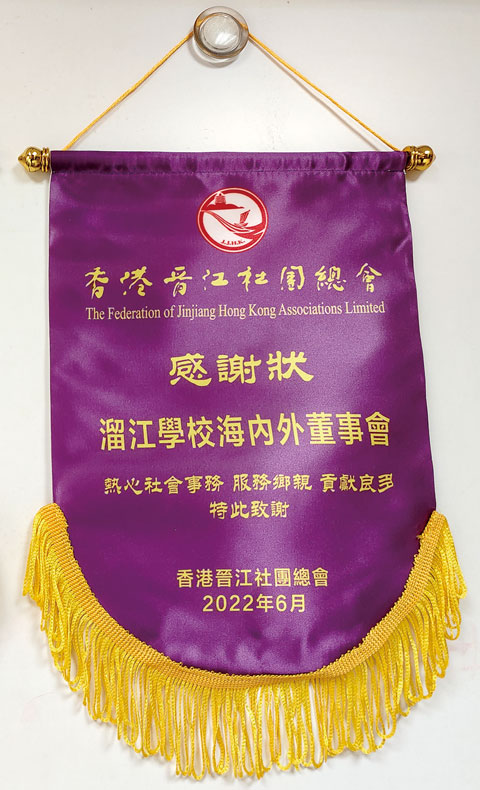 J.J.H.K.
香港晉江社團總會
The Federation of Jinjiang Hong Kong Associations Limited
感謝狀
溜江學校海內外董事會
熱心社會事務 服務鄉親 貢獻良多
特此致謝
香港晉江社團總會
2022年6月